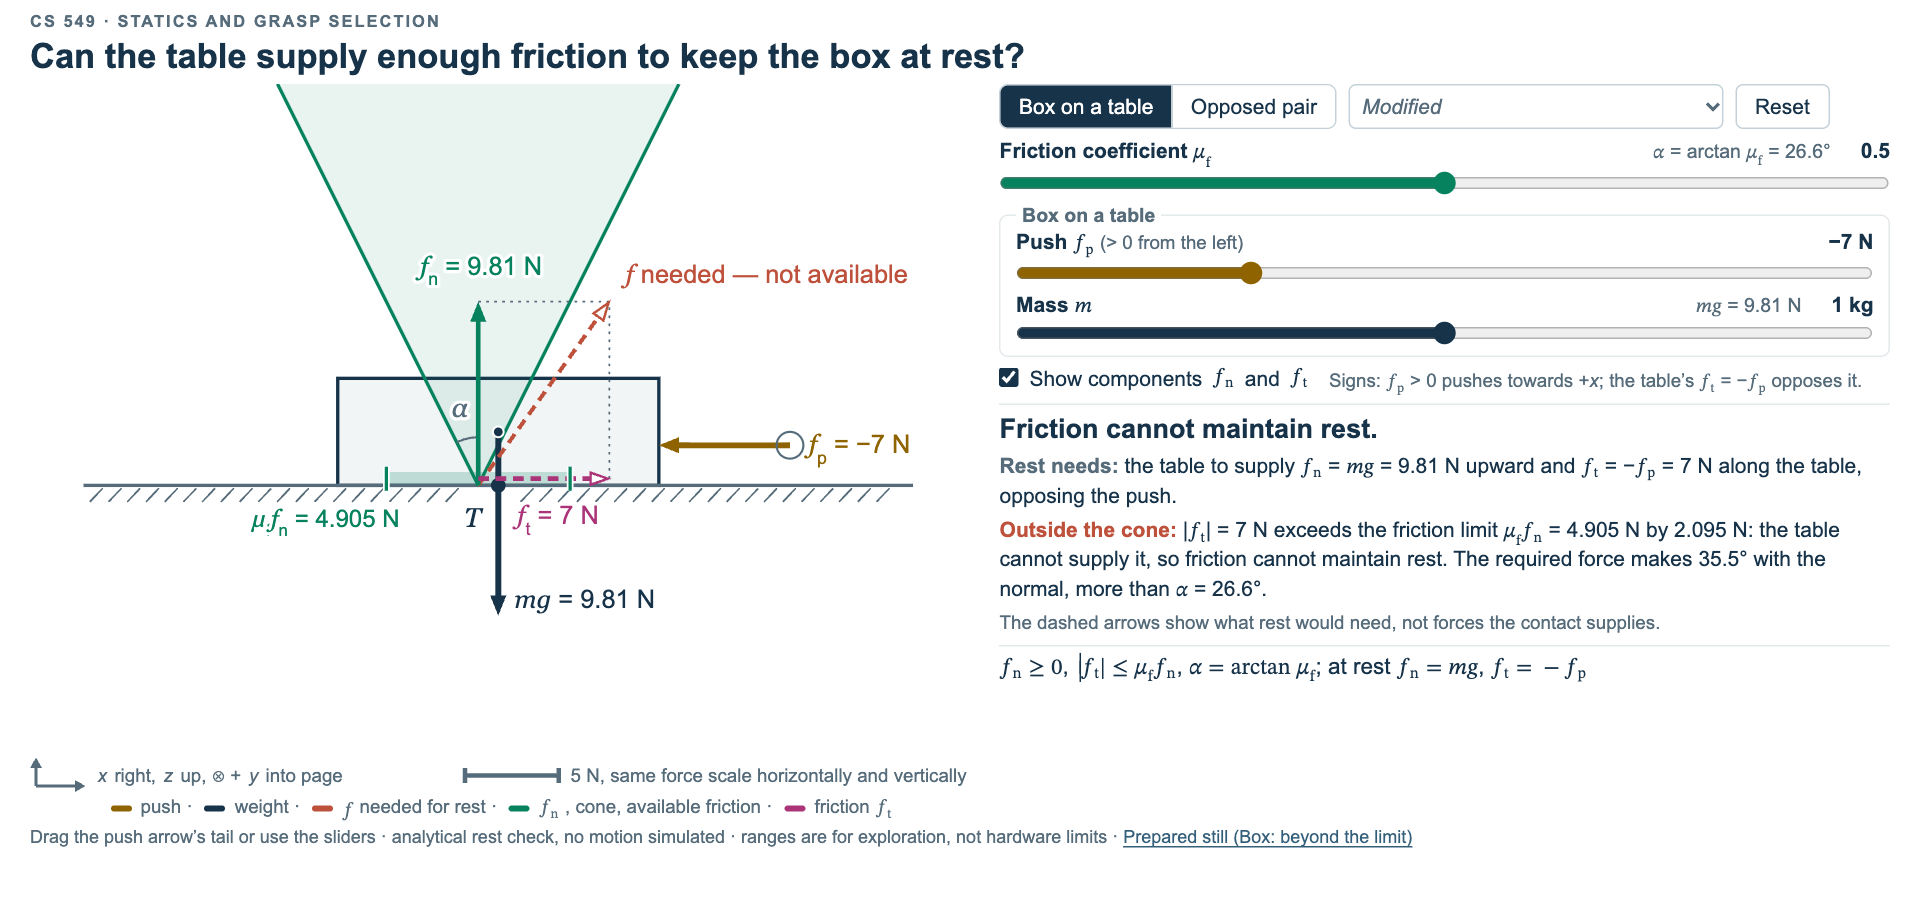 CS 549 · STATICS AND GRASP SELECTION
Can the table supply enough friction to keep the box at rest?
Box on a table
Opposed pair
Modified
Reset
Friction coefficient μf
α = arctan μf = 26.6°
0.5
Box on a table
Push fp (> 0 from the left)
−7 N
Mass m
mg = 9.81 N
1 kg
Show components fn and ft
Signs: fp > 0 pushes towards +x; the table's ft = −fp opposes it.
Friction cannot maintain rest.
Rest needs: the table to supply fn = mg = 9.81 N upward and ft = −fp = 7 N along the table,
opposing the push.
Outside the cone: |ft| = 7 N exceeds the friction limit μffn = 4.905 N by 2.095 N: the table
cannot supply it, so friction cannot maintain rest. The required force makes 35.5° with the
normal, more than α = 26.6°.
The dashed arrows show what rest would need, not forces the contact supplies.
fn ≥ 0, |ft| ≤ μffn, α = arctan μf; at rest fn = mg, ft = − fp
fn = 9.81 N
f needed — not available
α
fp = −7 N
μffn = 4.905 N
T
ft = 7 N
mg = 9.81 N
x right, z up, ⊗ + y into page
5 N, same force scale horizontally and vertically
push · weight · f needed for rest · fn , cone, available friction · friction ft
Drag the push arrow's tail or use the sliders · analytical rest check, no motion simulated · ranges are for exploration, not hardware limits · Prepared still (Box: beyond the limit)